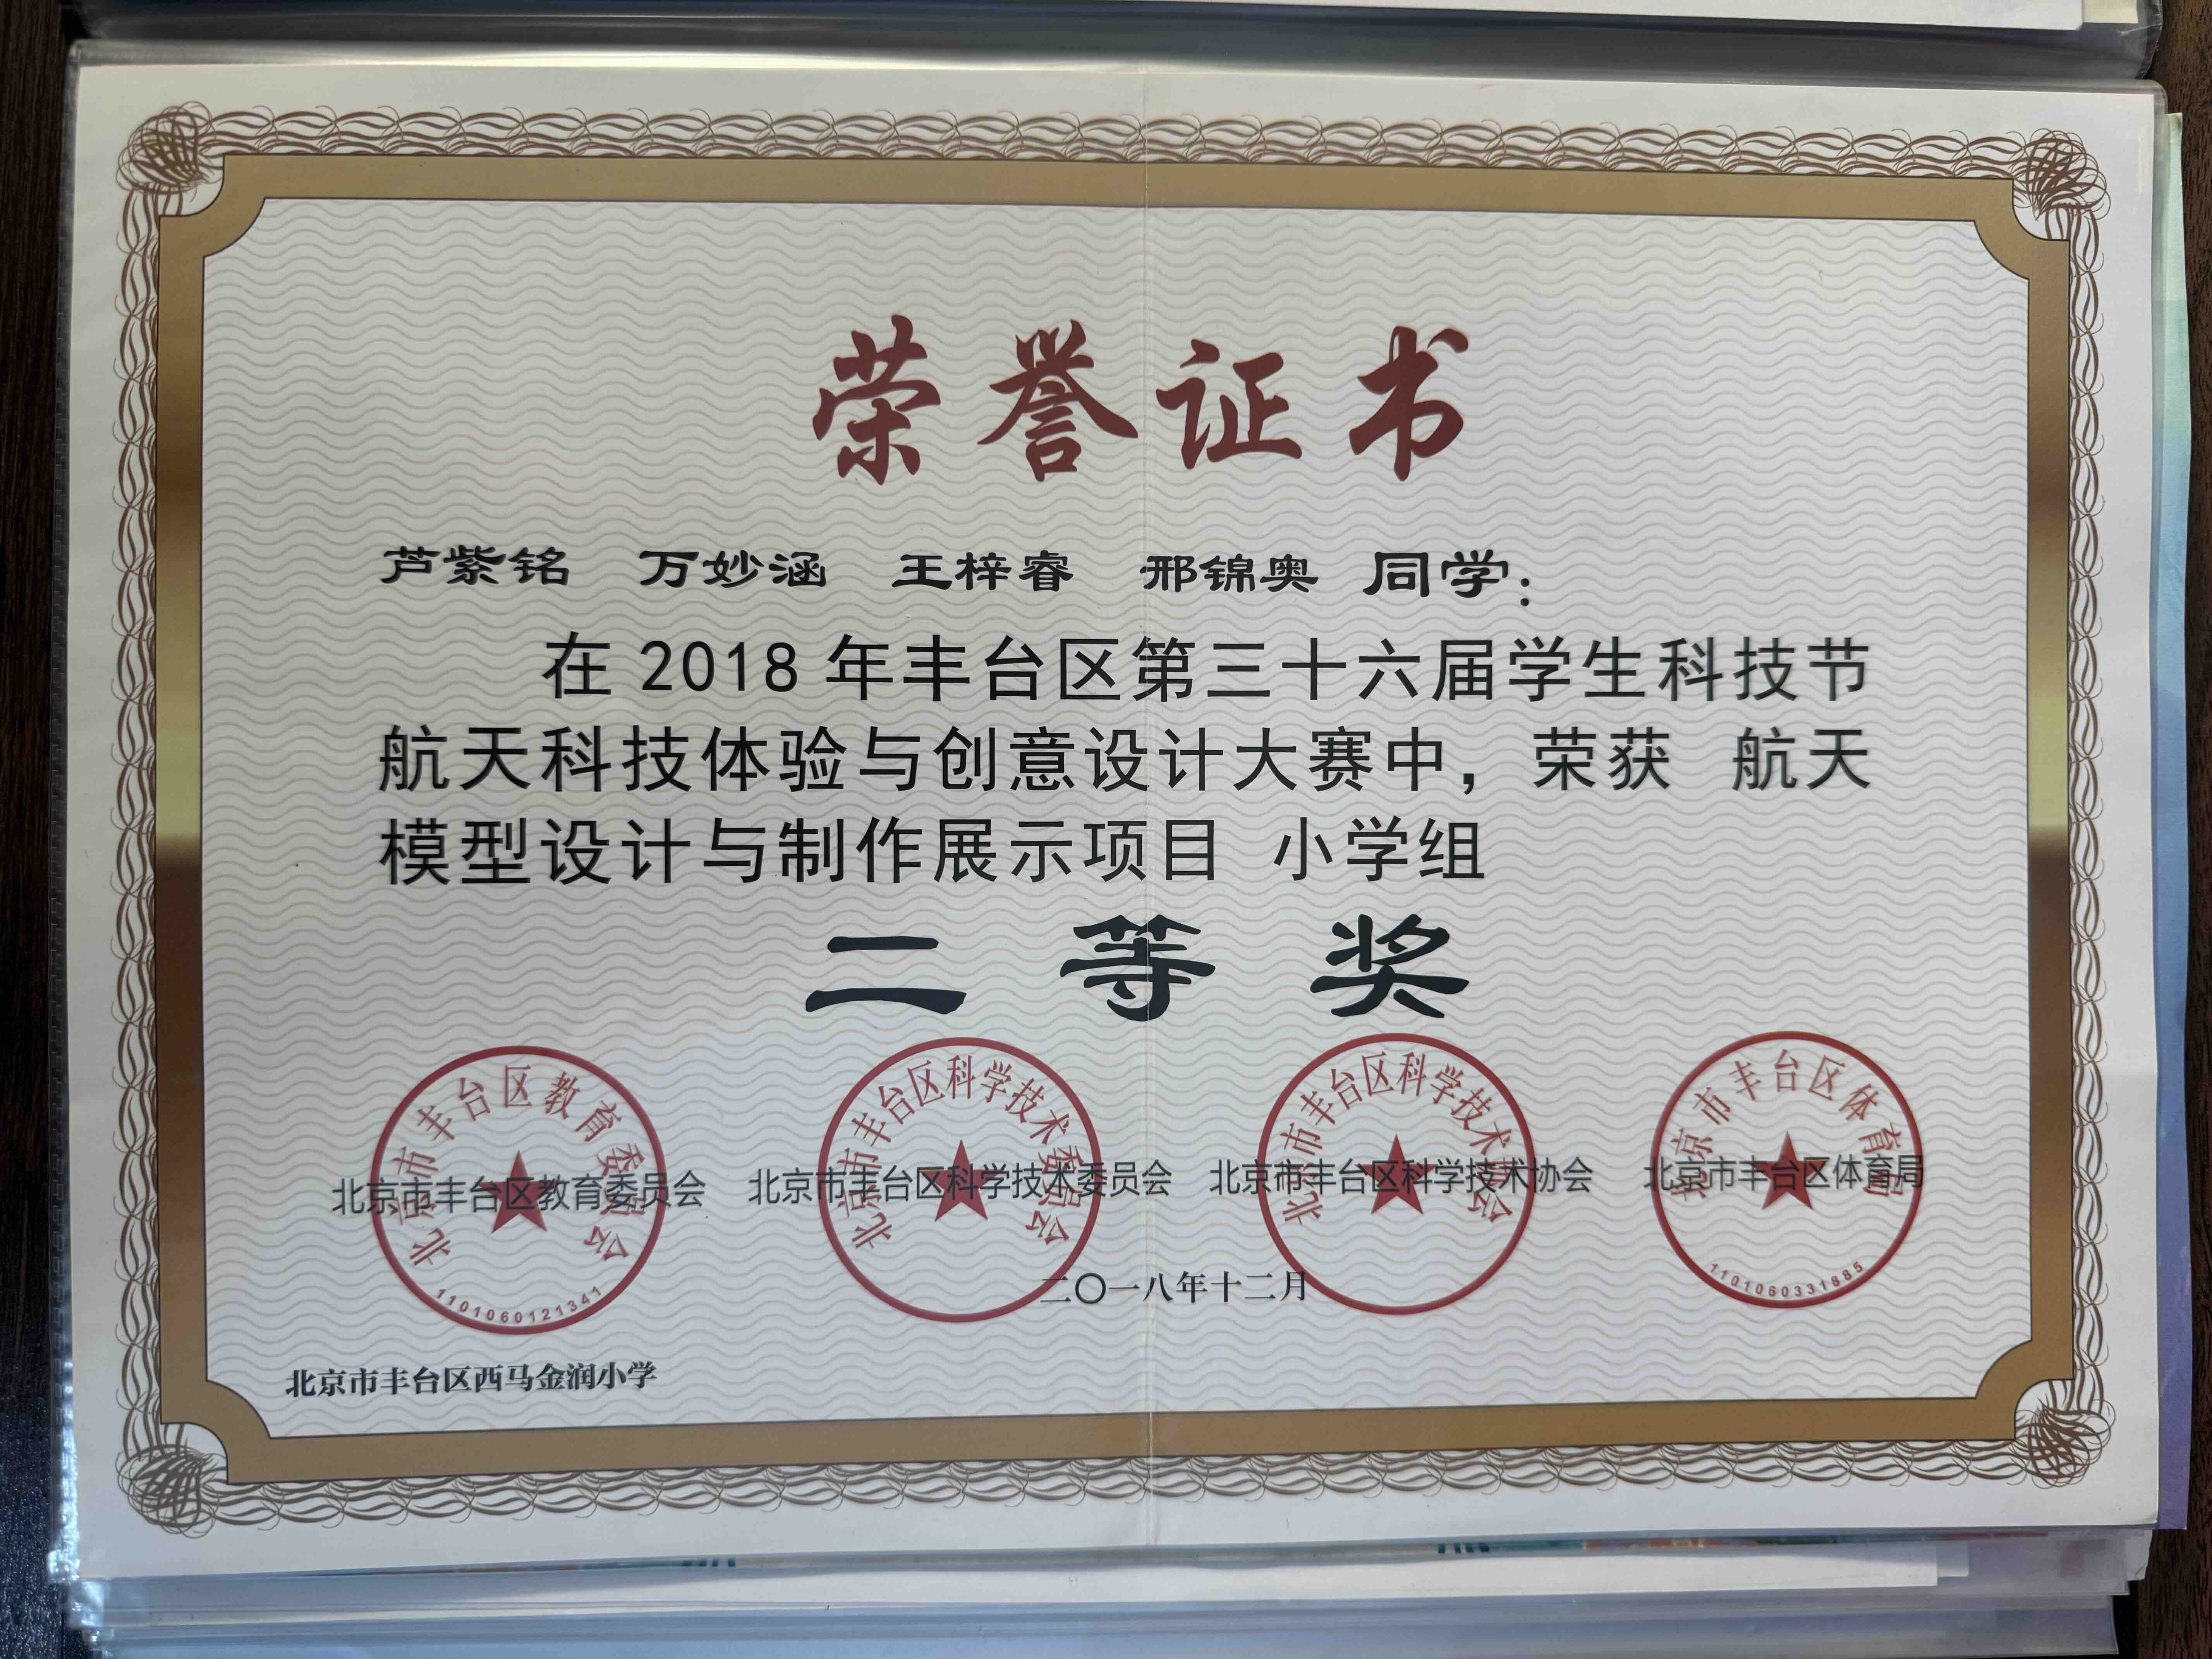 荣誉证书
芦紫铭 万妙涵 王梓睿 邢锦奥 同学：
在 2018 年丰台区第三十六届学生科技节
航天科技体验与创意设计大赛中，荣获 航天
模型设计与制作展示项目 小学组
二等奖
北京市丰台区教育委员会
1101060121341
北京市丰台区科学技术委员会
北京市丰台区科学技术协会
北京市丰台区体育局
1101060331885
北京市丰台区教育委员会 北京市丰台区科学技术委员会 北京市丰台区科学技术协会 北京市丰台区体育局
二〇一八年十二月
北京市丰台区西马金润小学